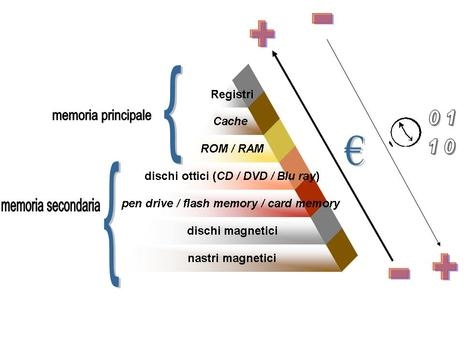 + -
Registri
memoria principale
Cache
ROM / RAM
€
0 1
1 0
dischi ottici (CD / DVD / Blu ray)
memoria secondaria
pen drive / flash memory / card memory
dischi magnetici
nastri magnetici
- +